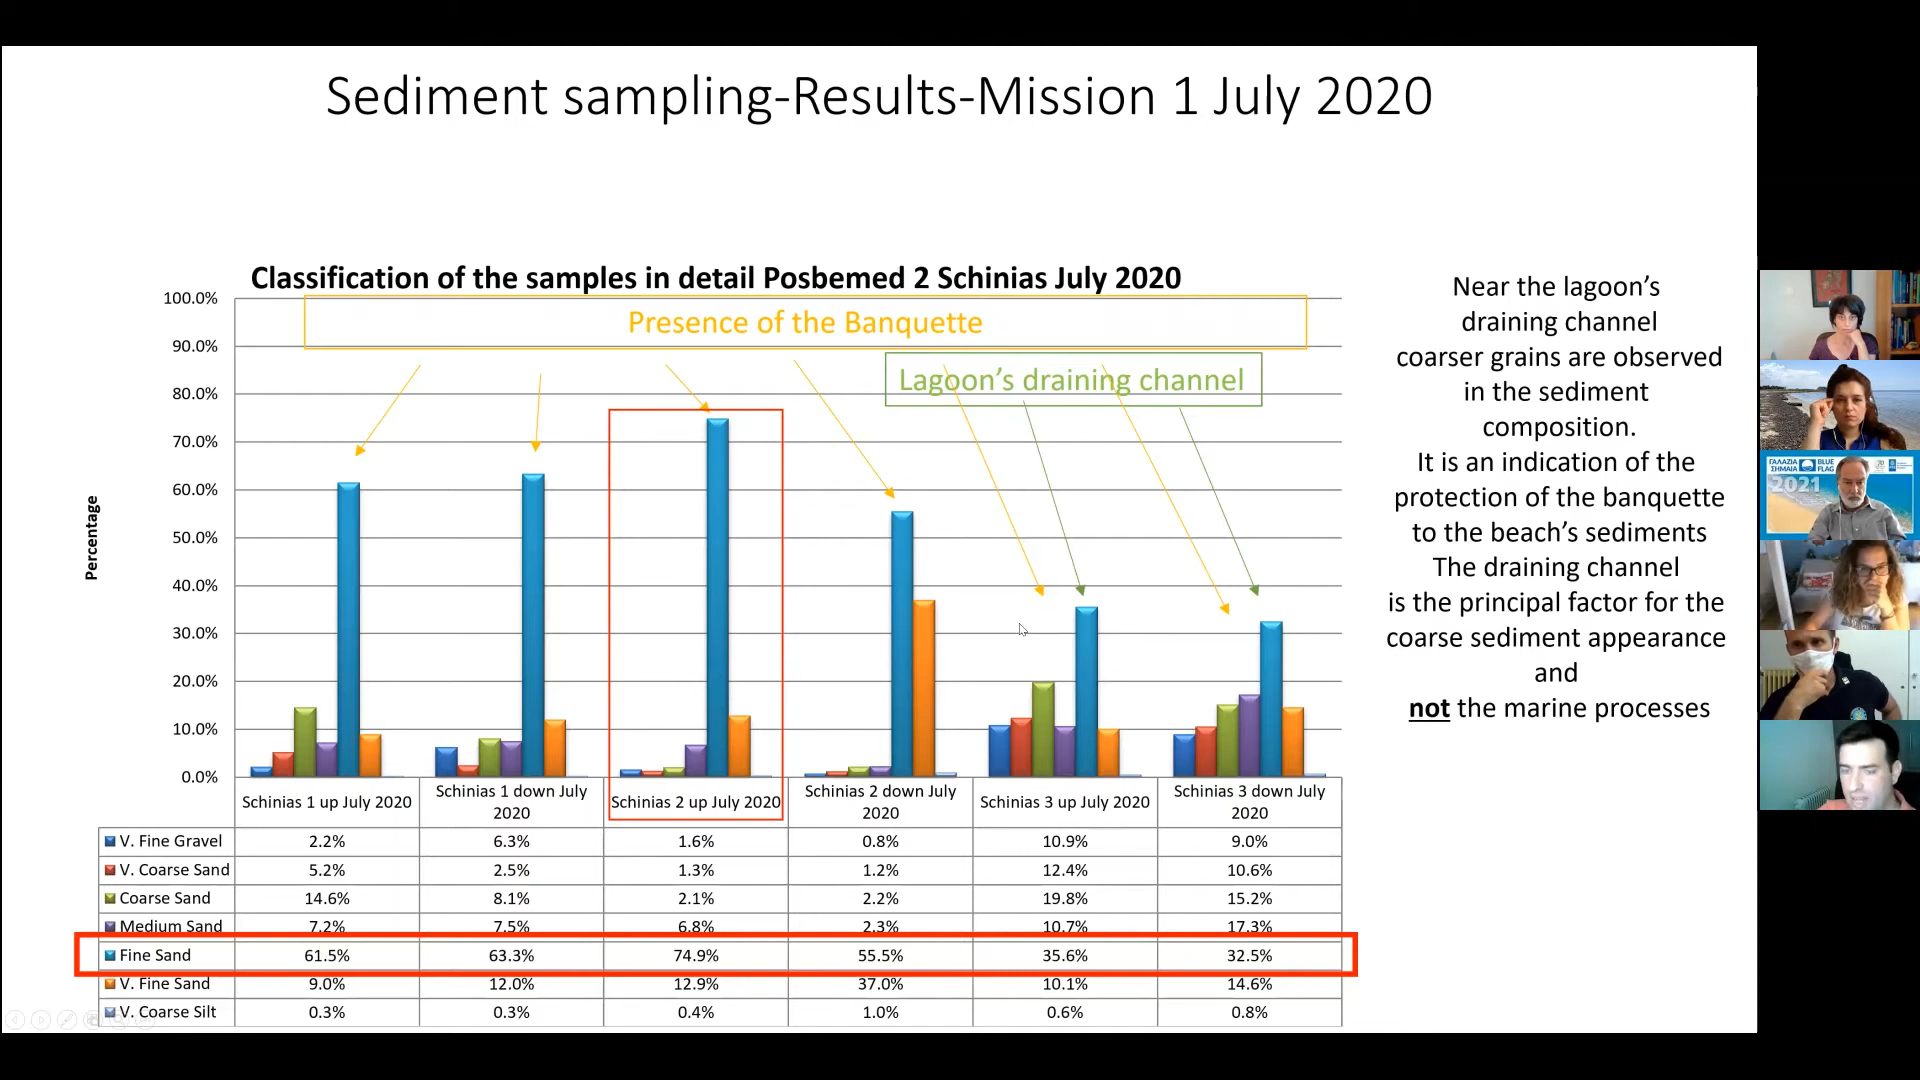 Sediment sampling-Results-Mission 1 July 2020
Classification of the samples in detail Posbemed 2 Schinias July 2020
Presence of the Banquette
Lagoon's draining channel
Percentage
100.0%
90.0%
80.0%
70.0%
60.0%
50.0%
40.0%
30.0%
20.0%
10.0%
0.0%
Schinias 1 up July 2020
Schinias 1 down July
2020
Schinias 2 up July 2020
Schinias 2 down July
2020
Schinias 3 up July 2020
Schinias 3 down July
2020
V. Fine Gravel 2.2% 6.3% 1.6% 0.8% 10.9% 9.0%
V. Coarse Sand 5.2% 2.5% 1.3% 1.2% 12.4% 10.6%
Coarse Sand 14.6% 8.1% 2.1% 2.2% 19.8% 15.2%
Medium Sand 7.2% 7.5% 6.8% 2.3% 10.7% 17.3%
Fine Sand 61.5% 63.3% 74.9% 55.5% 35.6% 32.5%
V. Fine Sand 9.0% 12.0% 12.9% 37.0% 10.1% 14.6%
V. Coarse Silt 0.3% 0.3% 0.4% 1.0% 0.6% 0.8%
Near the lagoon's
draining channel
coarser grains are observed
in the sediment
composition.
It is an indication of the
protection of the banquette
to the beach's sediments
The draining channel
is the principal factor for the
coarse sediment appearance
and
not the marine processes
ΓΑΛΑΖΙΑ
ΣΗΜΑΙΑ
BLUE
FLAG
2021